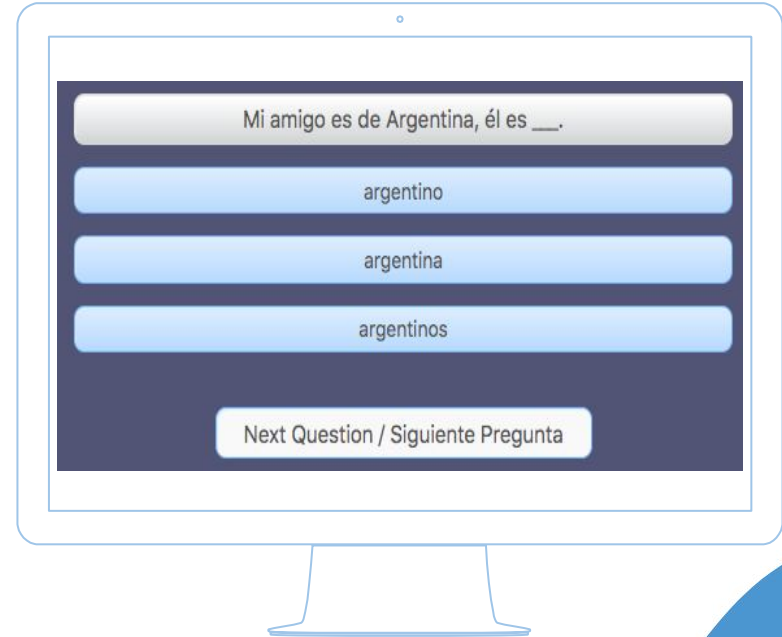 Mi amigo es de Argentina, él es ___.
argentino
argentina
argentinos
Next Question / Siguiente Pregunta